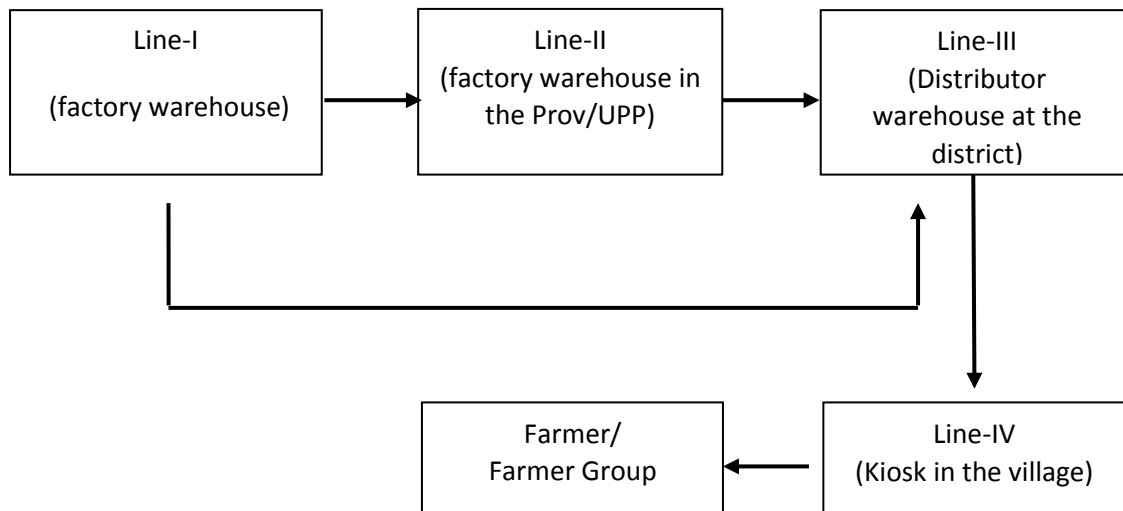 Line-I
(factory warehouse)
Line-II
(factory warehouse in
the Prov/UPP)
Line-III
(Distributor
warehouse at the
district)
Farmer/
Farmer Group
Line-IV
(Kiosk in the village)